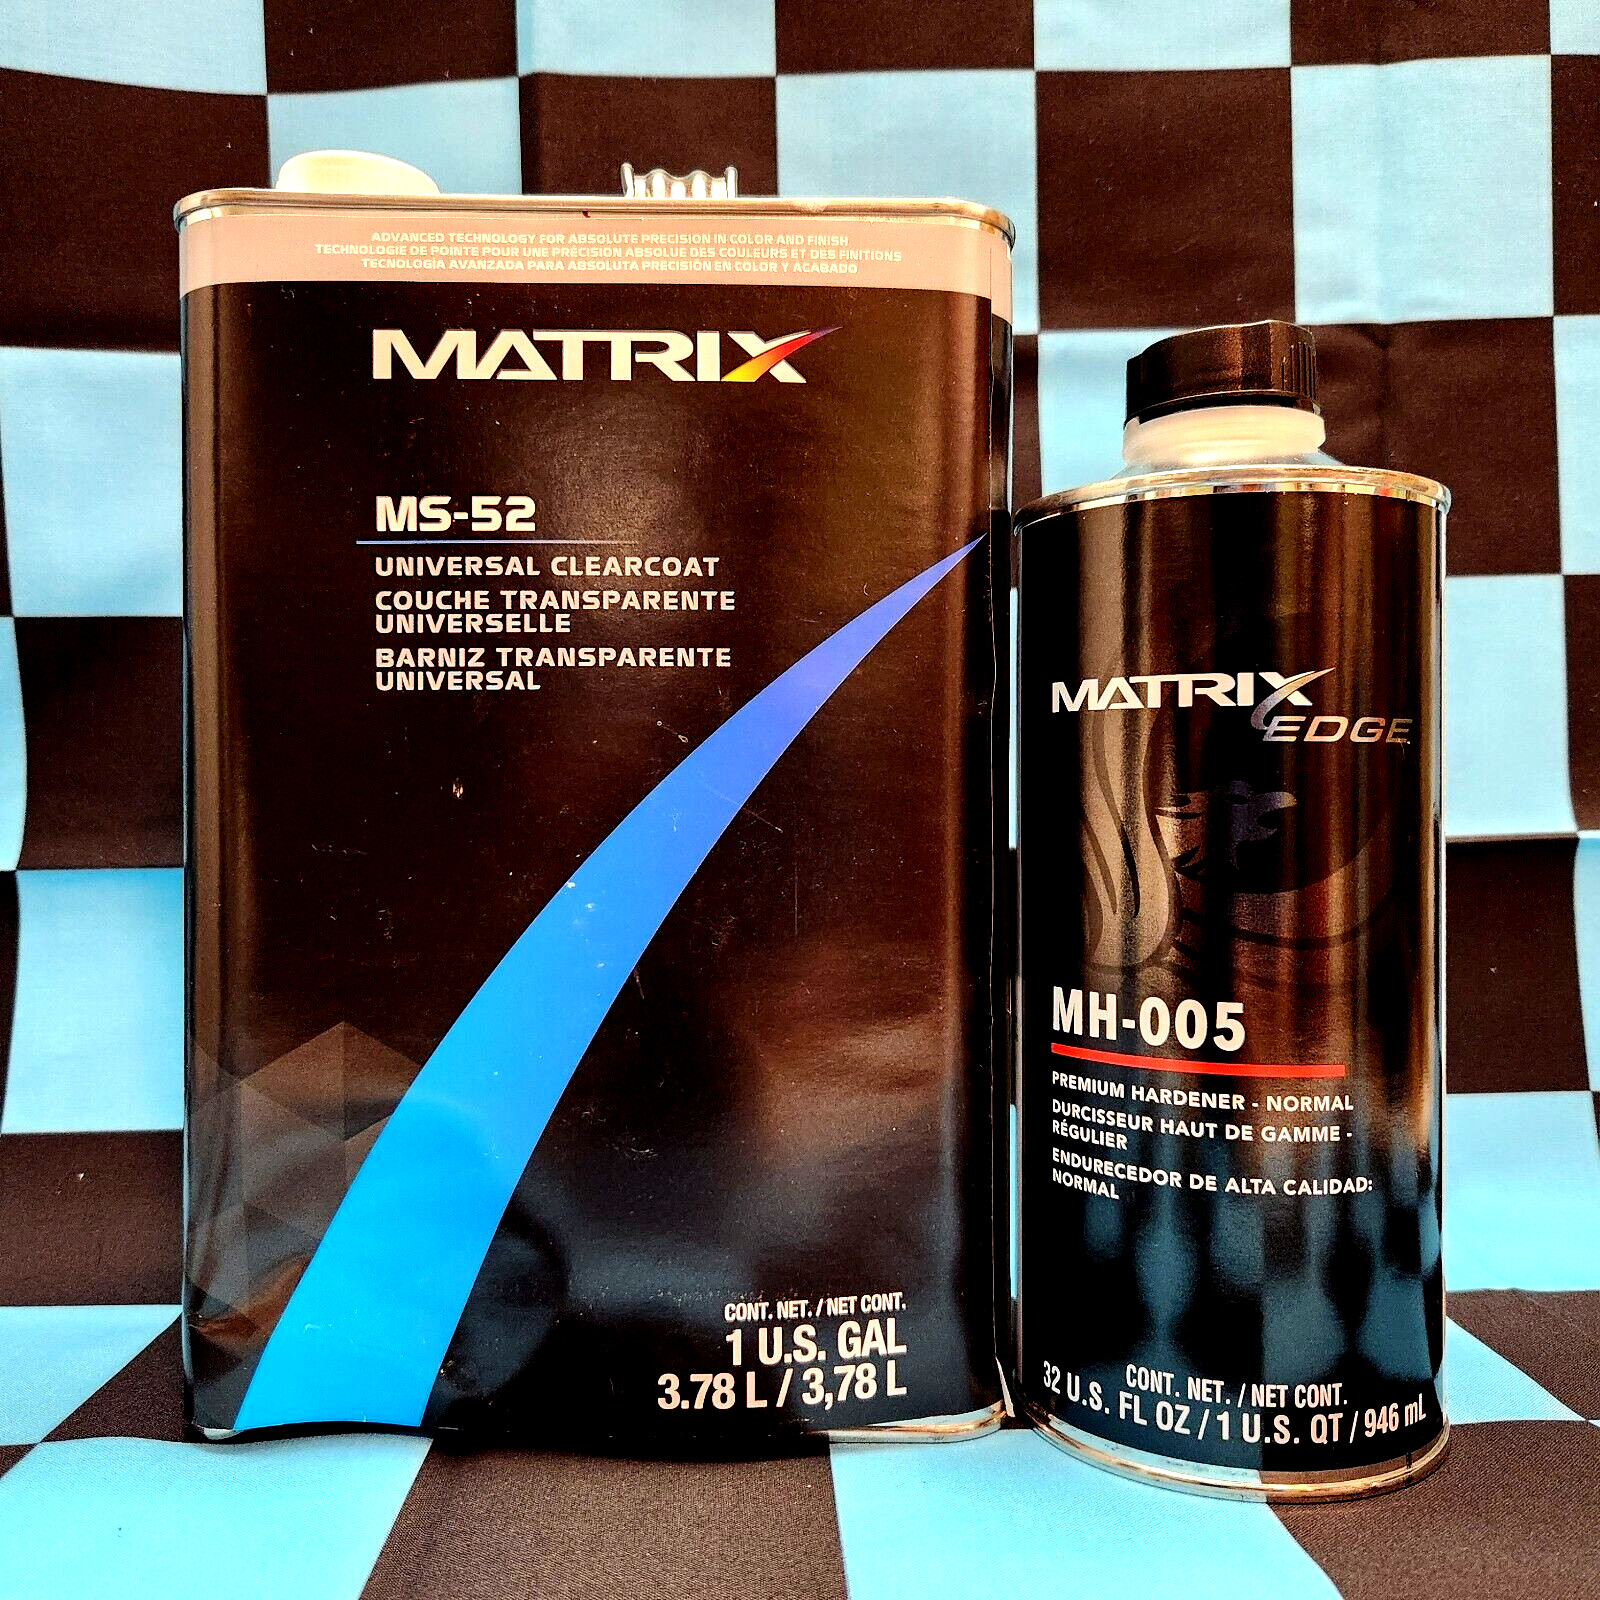 ADVANCED TECHNOLOGY FOR ABSOLUTE PRECISION IN COLOR AND FINISH
TECHNOLOGIE DE POINTE POUR UNE PRÉCISION ABSOLUE DES COULEURS ET DES FINITIONS
TECNOLOGÍA AVANZADA PARA ABSOLUTA PRECISIÓN EN COLOR Y ACABADO
MATRIX
MS-52
UNIVERSAL CLEARCOAT
COUCHE TRANSPARENTE
UNIVERSELLE
BARNIZ TRANSPARENTE
UNIVERSAL
CONT. NET. / NET CONT.
1 U.S. GAL
3.78 L / 3,78 L
MATRIX
EDGE
MH-005
PREMIUM HARDENER - NORMAL
DURCISSEUR HAUT DE GAMME -
RÉGULIER
ENDURECEDOR DE ALTA CALIDAD:
NORMAL
CONT. NET. / NET CONT.
32 U.S. FL OZ / 1 U.S. QT / 946 mL